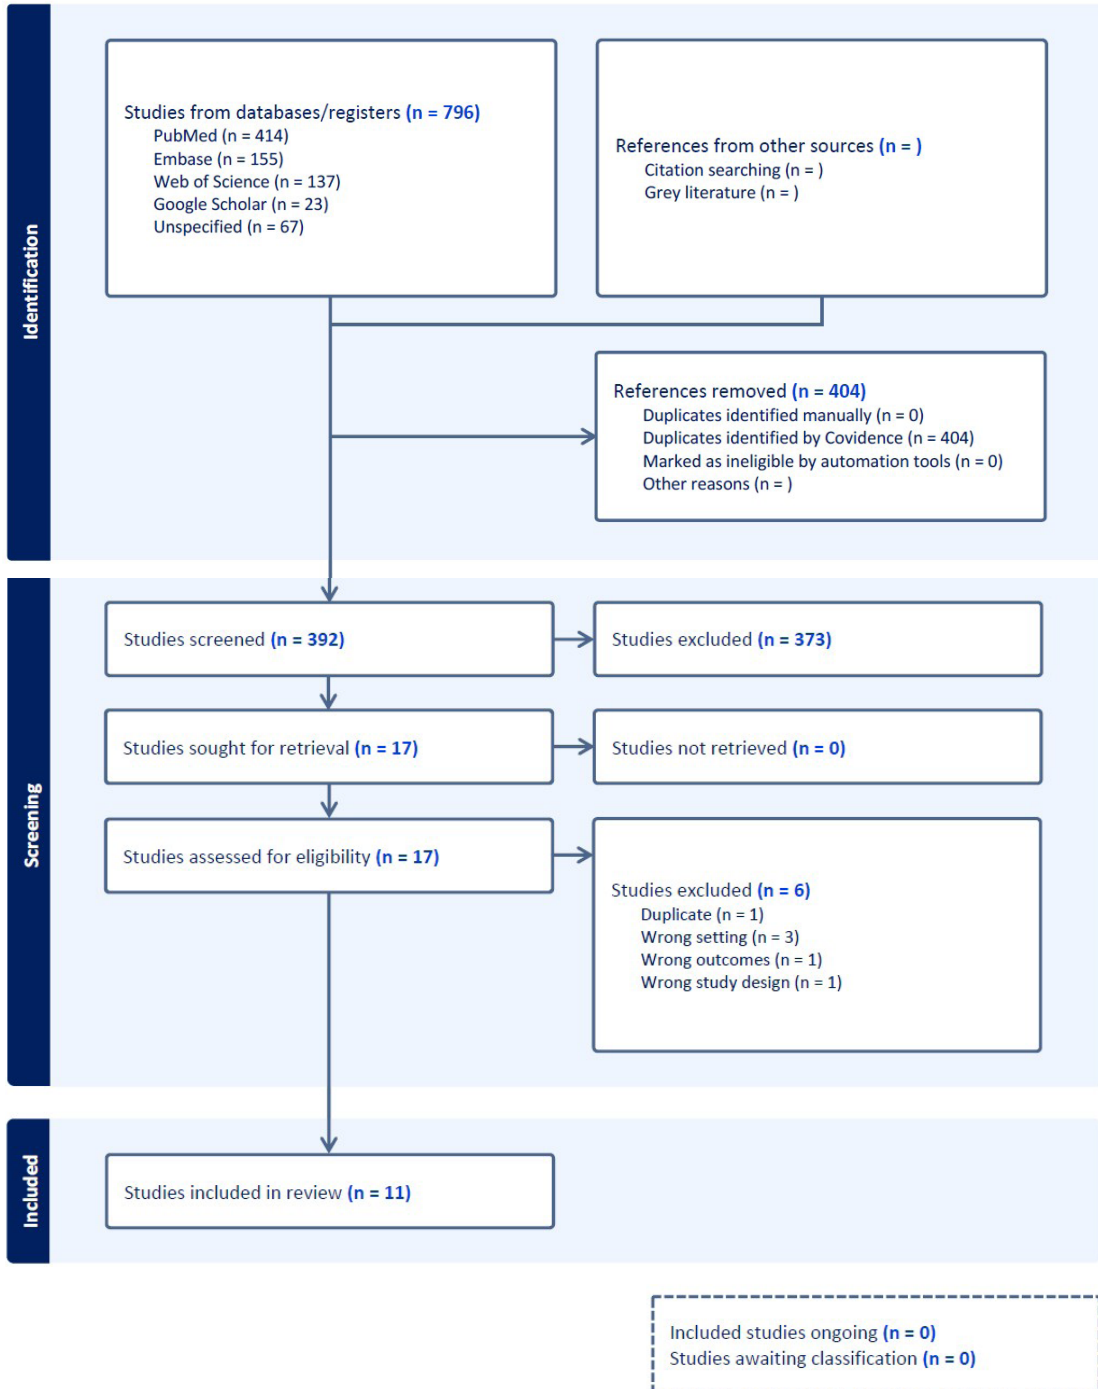 Identification
Studies from databases/registers (n = 796)
PubMed (n = 414)
Embase (n = 155)
Web of Science (n = 137)
Google Scholar (n = 23)
Unspecified (n = 67)
References from other sources (n = )
Citation searching (n = )
Grey literature (n = )
References removed (n = 404)
Duplicates identified manually (n = 0)
Duplicates identified by Covidence (n = 404)
Marked as ineligible by automation tools (n = 0)
Other reasons (n = )
Screening
Studies screened (n = 392)
Studies excluded (n = 373)
Studies sought for retrieval (n = 17)
Studies not retrieved (n = 0)
Studies assessed for eligibility (n = 17)
Studies excluded (n = 6)
Duplicate (n = 1)
Wrong setting (n = 3)
Wrong outcomes (n = 1)
Wrong study design (n = 1)
Included
Studies included in review (n = 11)
Included studies ongoing (n = 0)
Studies awaiting classification (n = 0)